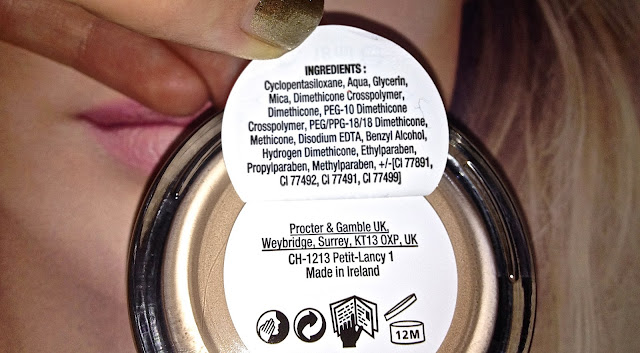 INGREDIENTS :
Cyclopentasiloxane, Aqua, Glycerin,
Mica, Dimethicone Crosspolymer,
Dimethicone, PEG-10 Dimethicone
Crosspolymer, PEG/PPG-18/18 Dimethicone,
Methicone, Disodium EDTA, Benzyl Alcohol,
Hydrogen Dimethicone, Ethylparaben,
Propylparaben, Methylparaben, +/-[CI 77891,
CI 77492, CI 77491, CI 77499]
Procter & Gamble UK,
Weybridge, Surrey, KT13 OXP, UK
CH-1213 Petit-Lancy 1
Made in Ireland
12M